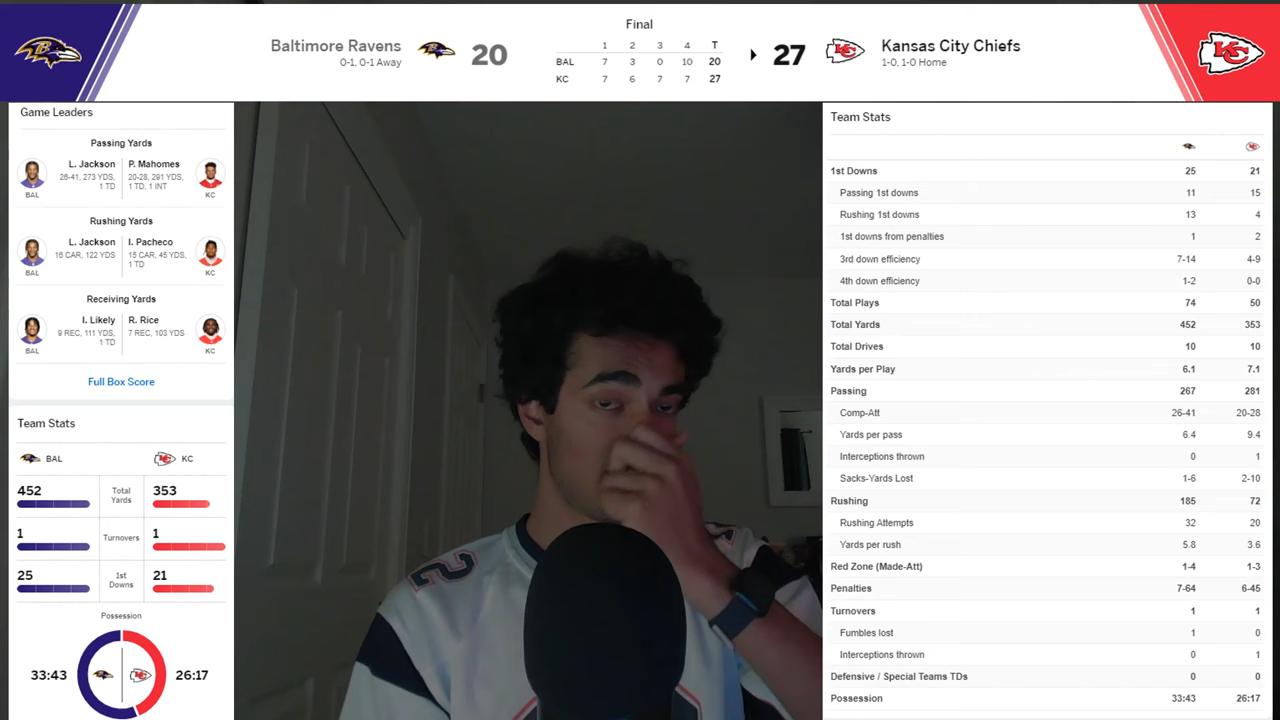 Final
Baltimore Ravens
0-1, 0-1 Away
20
1 2 3 4 T
BAL 7 3 0 10 20
KC 7 6 7 7 27
27
Kansas City Chiefs
1-0, 1-0 Home
KC
Game Leaders
Passing Yards
L. Jackson
26-41, 273 YDS,
1 TD
BAL
P. Mahomes
20-28, 291 YDS,
1 TD, 1 INT
KC
Rushing Yards
L. Jackson
16 CAR, 122 YDS
BAL
I. Pacheco
15 CAR, 45 YDS,
1 TD
KC
Receiving Yards
I. Likely
9 REC, 111 YDS,
1 TD
BAL
R. Rice
7 REC, 103 YDS
KC
Full Box Score
Team Stats
BAL KC
452 Total Yards 353
1 Turnovers 1
25 1st Downs 21
Possession
33:43 26:17
2
Team Stats
1st Downs 25 21
Passing 1st downs 11 15
Rushing 1st downs 13 4
1st downs from penalties 1 2
3rd down efficiency 7-14 4-9
4th down efficiency 1-2 0-0
Total Plays 74 50
Total Yards 452 353
Total Drives 10 10
Yards per Play 6.1 7.1
Passing 267 281
Comp-Att 26-41 20-28
Yards per pass 6.4 9.4
Interceptions thrown 0 1
Sacks-Yards Lost 1-6 2-10
Rushing 185 72
Rushing Attempts 32 20
Yards per rush 5.8 3.6
Red Zone (Made-Att) 1-4 1-3
Penalties 7-64 6-45
Turnovers 1 1
Fumbles lost 1 0
Interceptions thrown 0 1
Defensive / Special Teams TDs 0 0
Possession 33:43 26:17